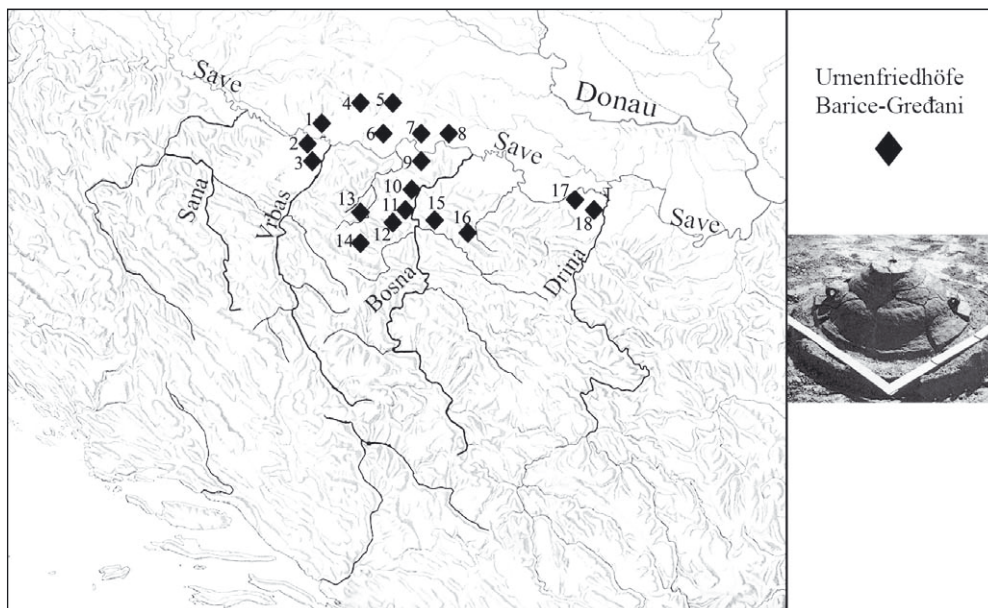 Save
Donau
4
5
1
6
7
8
2
3
9
Save
10
Sana
Vrbas
13
11
15
17
12
16
18
Save
14
Bosna
Drina
Urnenfriedhöfe
Barice-Gređani